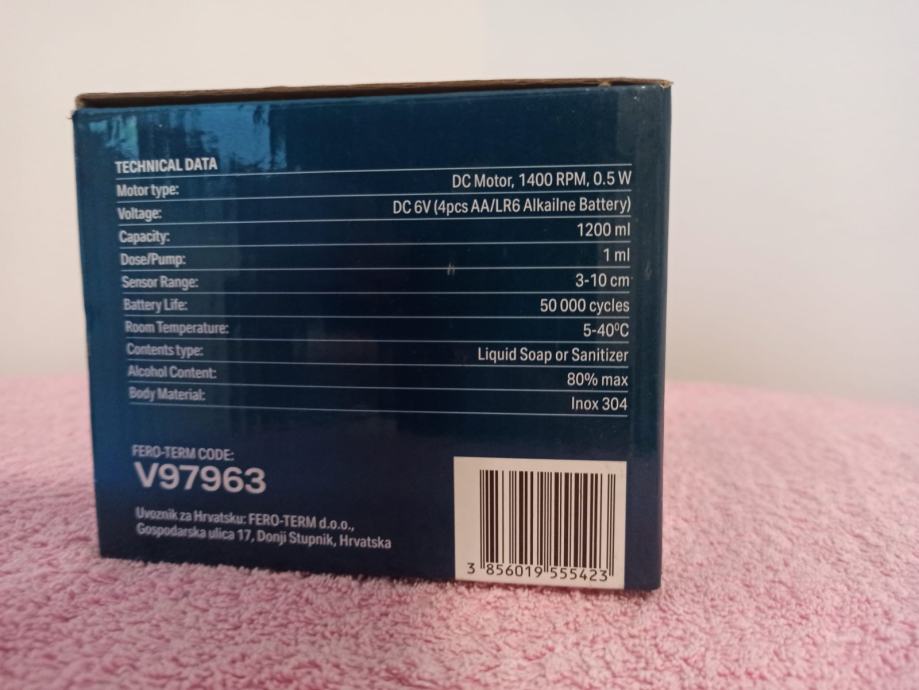 TECHNICAL DATA
Motor type: DC Motor, 1400 RPM, 0.5 W
Voltage: DC 6V (4pcs AA/LR6 Alkailne Battery)
Capacity: 1200 ml
Dose/Pump: 1 ml
Sensor Range: 3-10 cm
Battery Life: 50 000 cycles
Room Temperature: 5-40⁰C
Contents type: Liquid Soap or Sanitizer
Alcohol Content: 80% max
Body Material: Inox 304
FERO-TERM CODE:
V97963
Uvoznik za Hrvatsku: FERO-TERM d.o.o.,
Gospodarska ulica 17, Donji Stupnik, Hrvatska
3 856019 555423